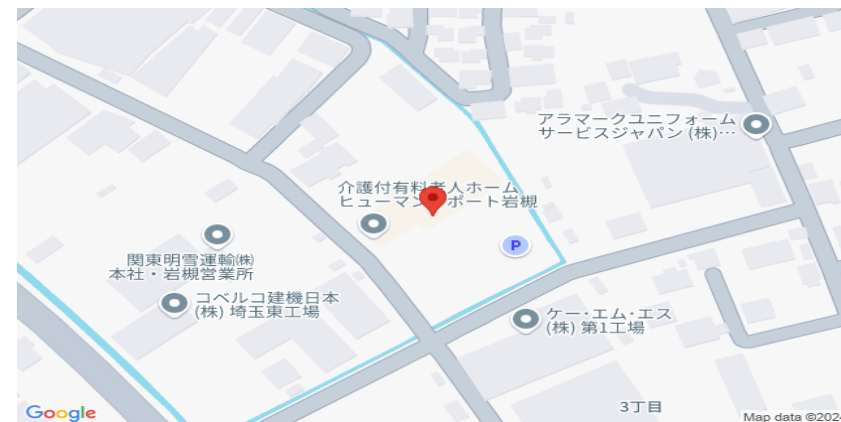 アラマークユニフォーム
サービスジャパン (株)…
介護付有料老人ホーム
ヒューマンサポート岩槻
P
関東明雪運輸㈱
本社・岩槻営業所
コベルコ建機日本
(株) 埼玉東工場
ケー・エム・エス
(株) 第1工場
3丁目
Google
Map data ©2024